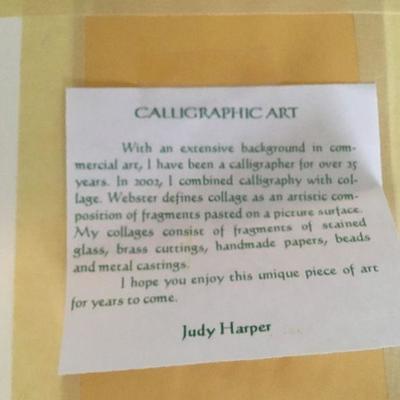 CALLIGRAPHIC ART
With an extensive background in com-
mercial art, I have been a calligrapher for over 25
years. In 2002, I combined calligraphy with col-
lage. Webster defines collage as an artistic com-
position of fragments pasted on a picture surface.
My collages consist of fragments of stained
glass, brass cuttings, handmade papers, beads
and metal castings.
I hope you enjoy this unique piece of art
for years to come.
Judy Harper